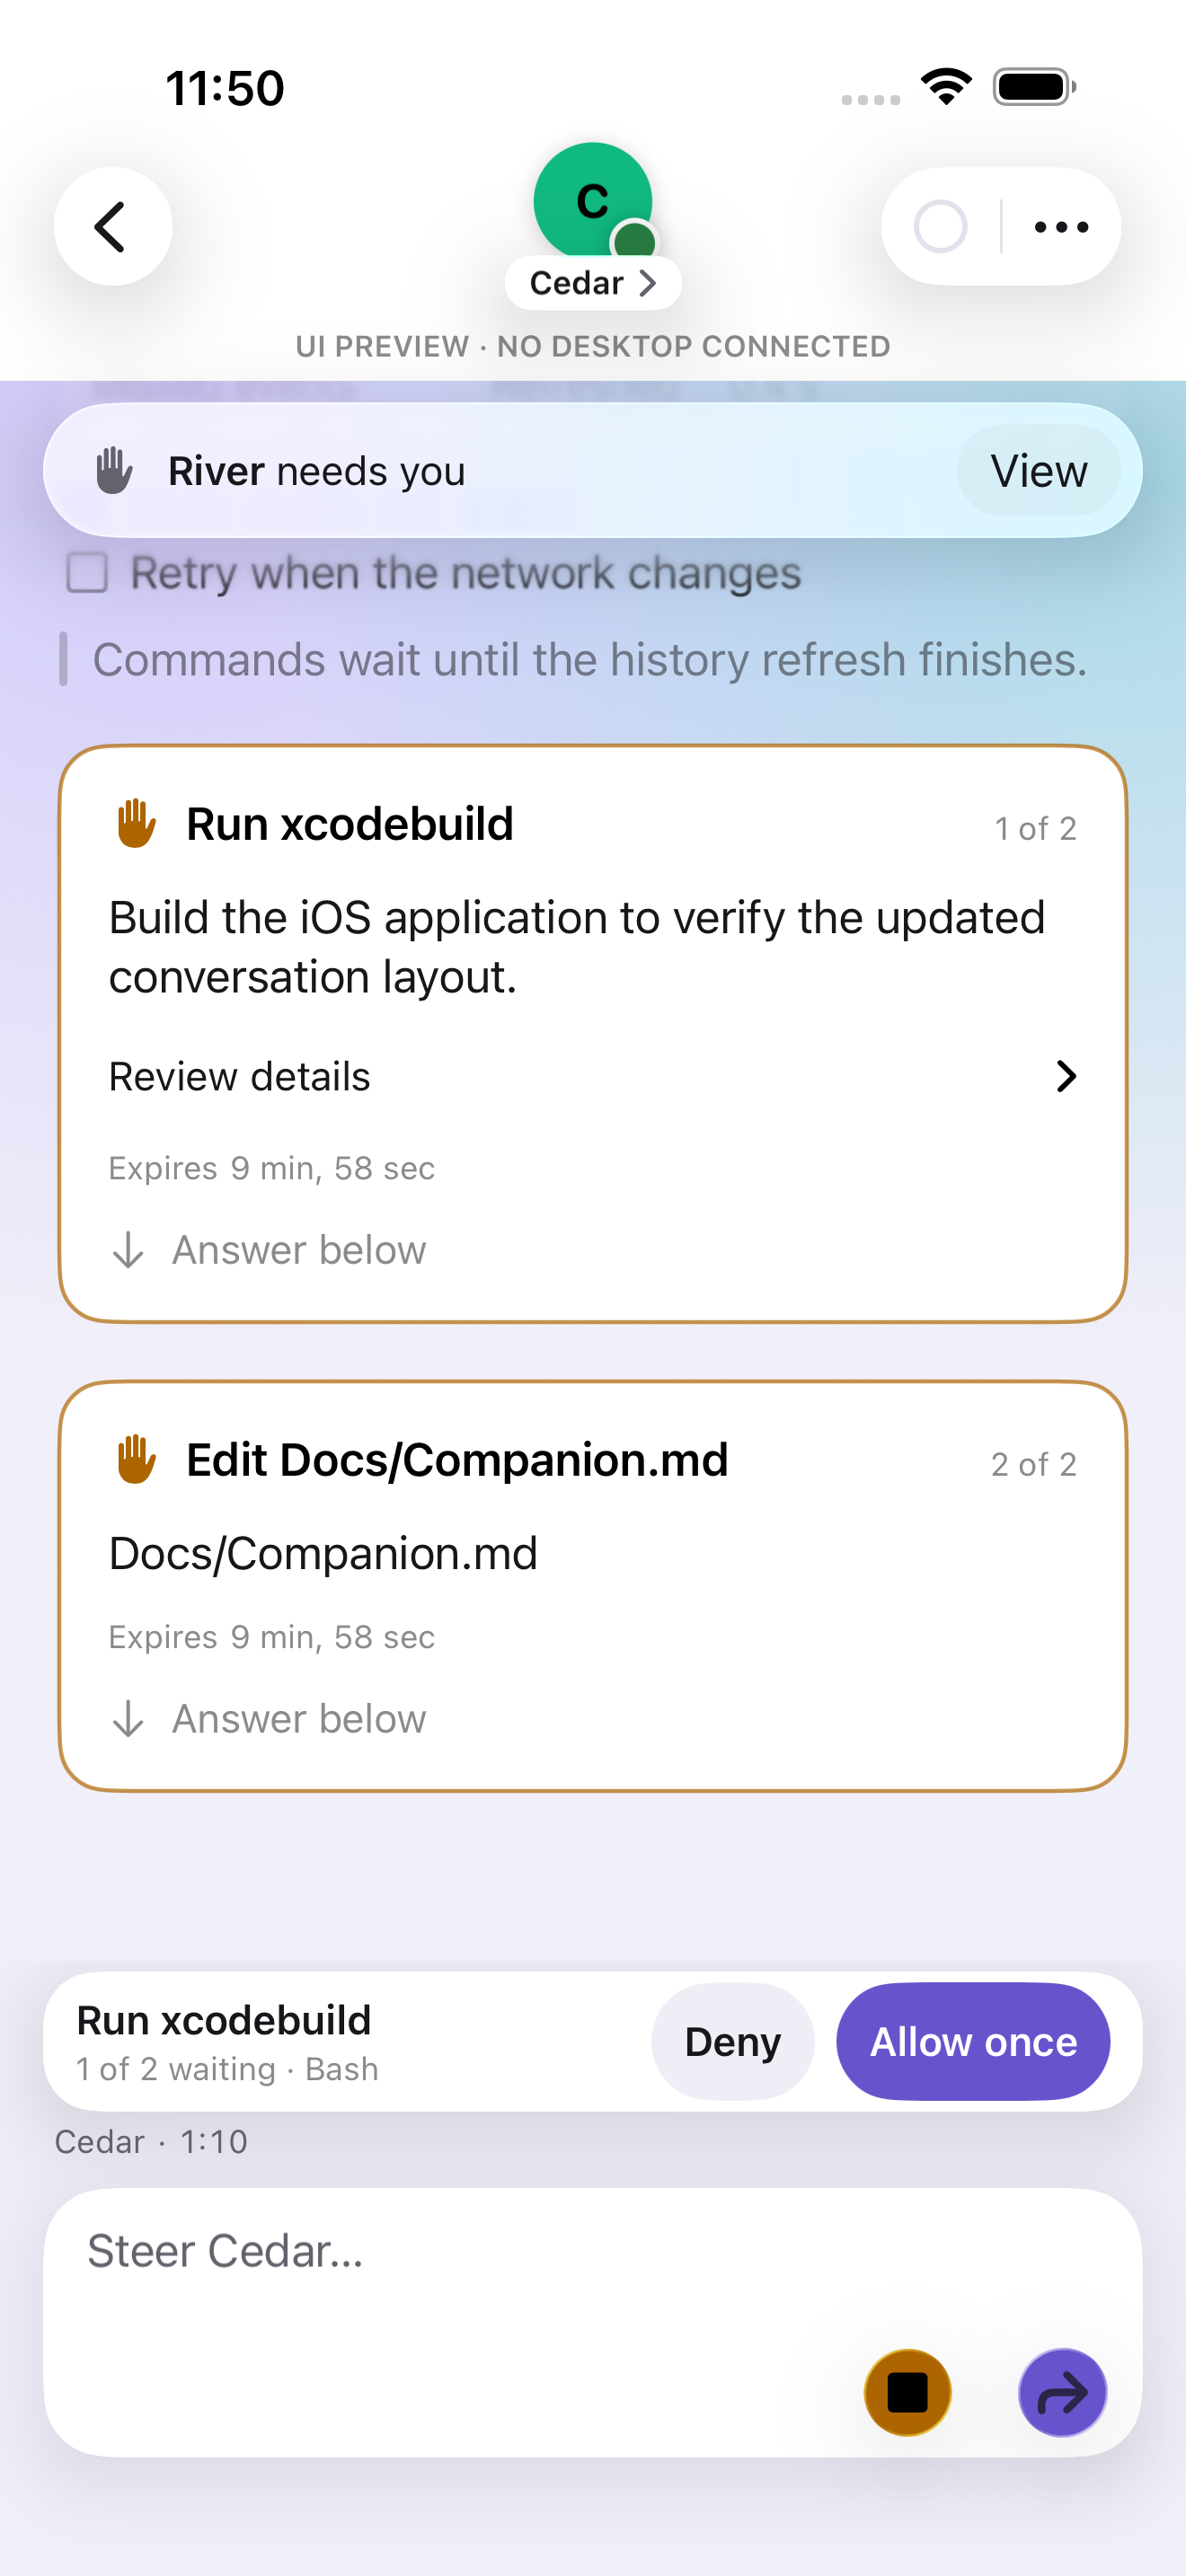 11:50
C
Cedar
UI PREVIEW · NO DESKTOP CONNECTED
River needs you
View
Retry when the network changes
Commands wait until the history refresh finishes.
Run xcodebuild
1 of 2
Build the iOS application to verify the updated
conversation layout.
Review details
Expires 9 min, 58 sec
Answer below
Edit Docs/Companion.md
2 of 2
Docs/Companion.md
Expires 9 min, 58 sec
Answer below
Run xcodebuild
1 of 2 waiting · Bash
Deny
Allow once
Cedar · 1:10
Steer Cedar...